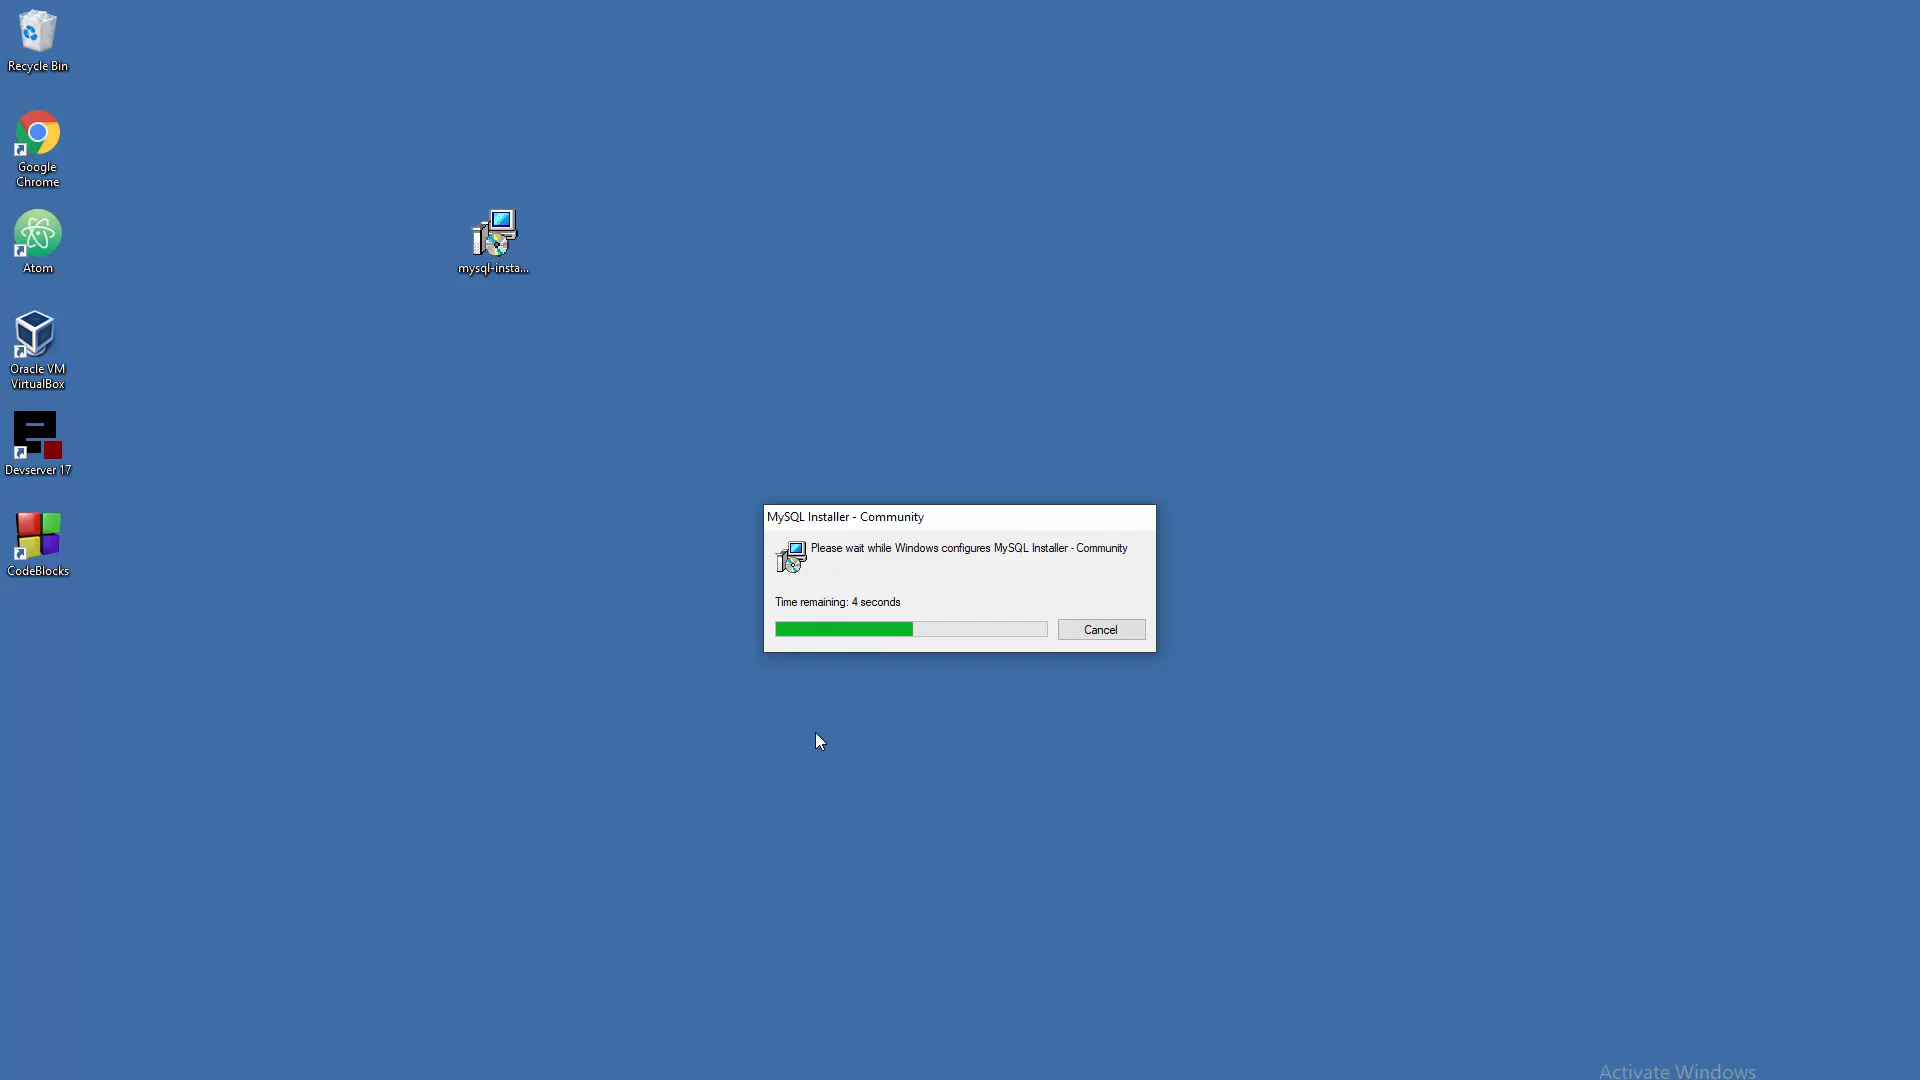 Recycle Bin
Google
Chrome
Atom
Oracle VM
VirtualBox
Devserver 17
CodeBlocks
mysql-insta...
MySQL Installer - Community
Please wait while Windows configures MySQL Installer - Community
Time remaining: 4 seconds
Cancel
Activate Windows